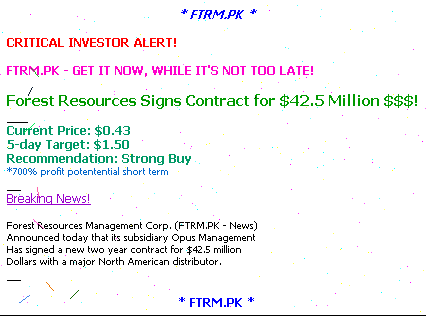 * FTRM.PK *
CRITICAL INVESTOR ALERT!
FTRM.PK - GET IT NOW, WHILE IT'S NOT TOO LATE!
Forest Resources Signs Contract for $42.5 Million $$$!
Current Price: $0.43
5-day Target: $1.50
Recommendation: Strong Buy
*700% profit potentential short term
Breaking News!
Forest Resources Management Corp. (FTRM.PK - News)
Announced today that its subsidiary Opus Management
Has signed a new two year contract for $42.5 million
Dollars with a major North American distributor.
* FTRM.PK *